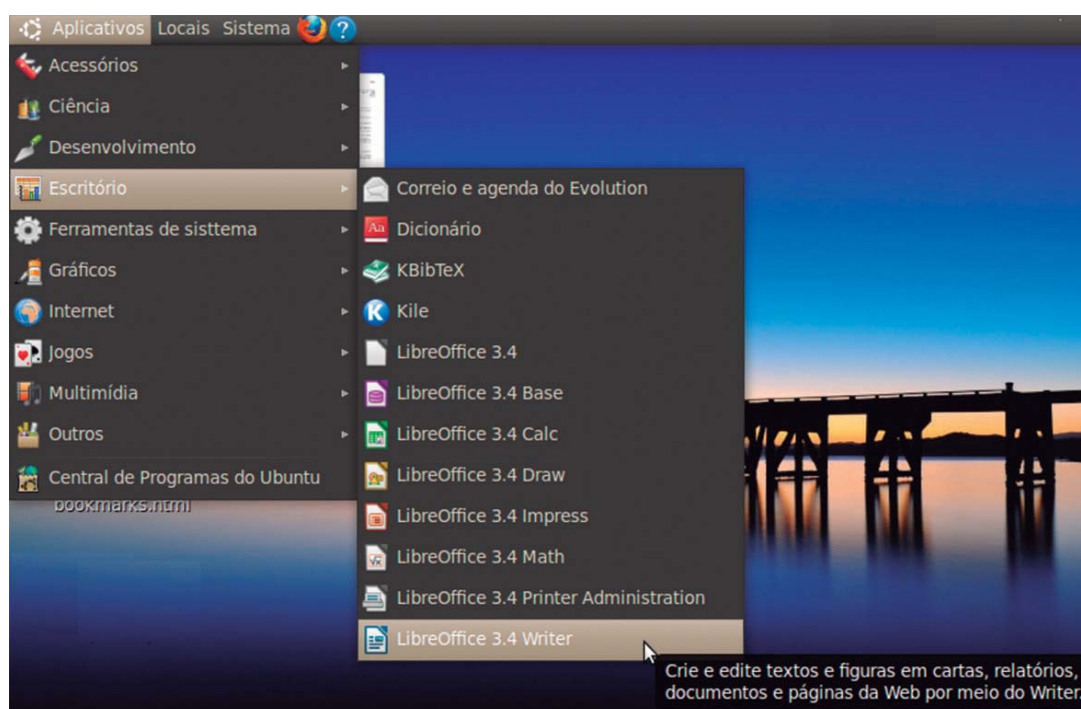 Aplicativos Locais Sistema ?
Acessórios
Ciência
Desenvolvimento
Escritório
Ferramentas de sisttema
Gráficos
Internet
Jogos
Multimídia
Outros
Central de Programas do Ubuntu
bookmarks.html
Correio e agenda do Evolution
Aa Dicionário
KBibTeX
K Kile
LibreOffice 3.4
LibreOffice 3.4 Base
LibreOffice 3.4 Calc
LibreOffice 3.4 Draw
LibreOffice 3.4 Impress
LibreOffice 3.4 Math
LibreOffice 3.4 Printer Administration
LibreOffice 3.4 Writer
Crie e edite textos e figuras em cartas, relatórios,
documentos e páginas da Web por meio do Writer.